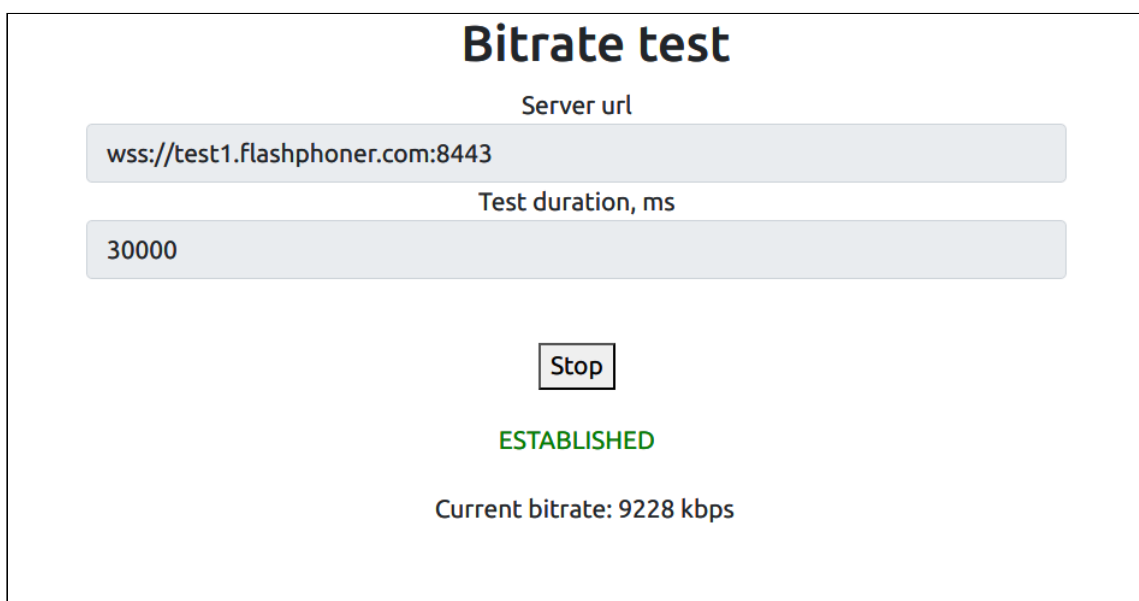 Bitrate test
Server url
wss://test1.flashphoner.com:8443
Test duration, ms
30000
Stop
ESTABLISHED
Current bitrate: 9228 kbps